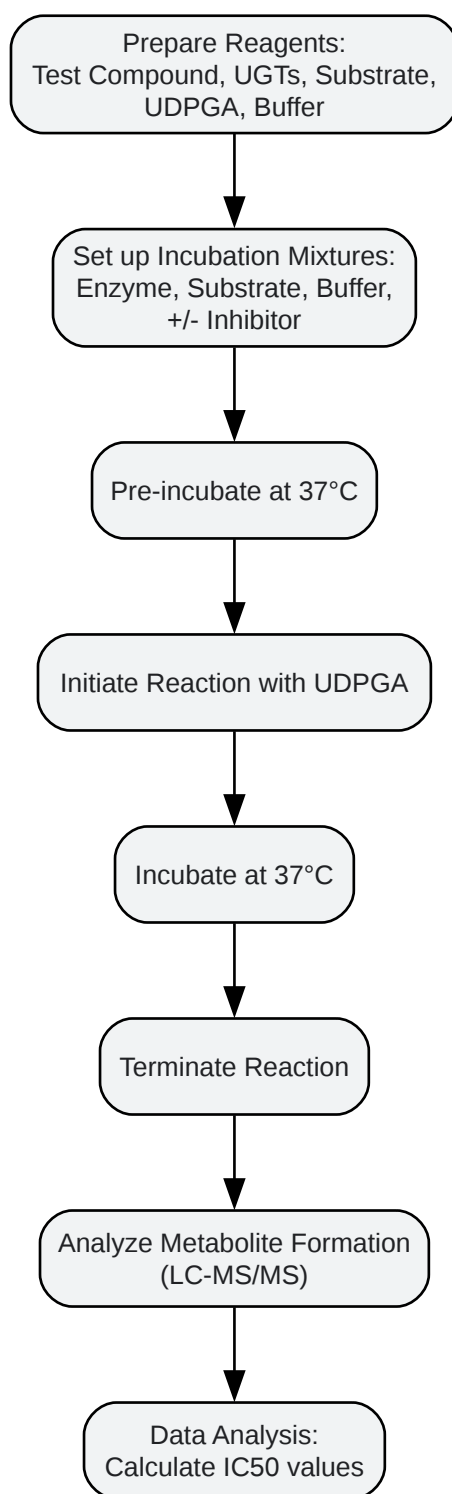 Prepare Reagents:
Test Compound, UGTs, Substrate,
UDPGA, Buffer
Set up Incubation Mixtures:
Enzyme, Substrate, Buffer,
+/- Inhibitor
Pre-incubate at 37°C
Initiate Reaction with UDPGA
Incubate at 37°C
Terminate Reaction
Analyze Metabolite Formation
(LC-MS/MS)
Data Analysis:
Calculate IC50 values